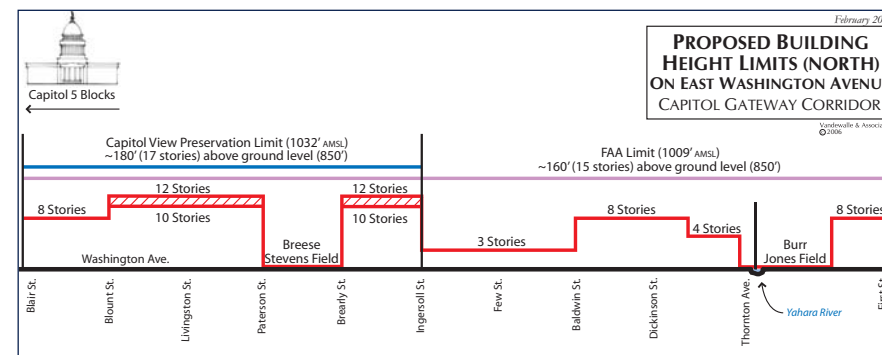 February 20
PROPOSED BUILDING
HEIGHT LIMITS (NORTH)
ON EAST WASHINGTON AVENU
CAPITOL GATEWAY CORRIDOR
Vandewalle & Associa
©2006
Capitol 5 Blocks
Capitol View Preservation Limit (1032' AMSL)
~180' (17 stories) above ground level (850')
FAA Limit (1009' AMSL)
~160' (15 stories) above ground level (850')
12 Stories
12 Stories
8 Stories
10 Stories
10 Stories
8 Stories
8 Stories
4 Stories
3 Stories
Breese
Stevens Field
Burr
Jones Field
Washington Ave.
Blair St.
Blount St.
Livingston St.
Paterson St.
Brearly St.
Ingersoll St.
Few St.
Baldwin St.
Dickinson St.
Thornton Ave.
First St.
Yahara River